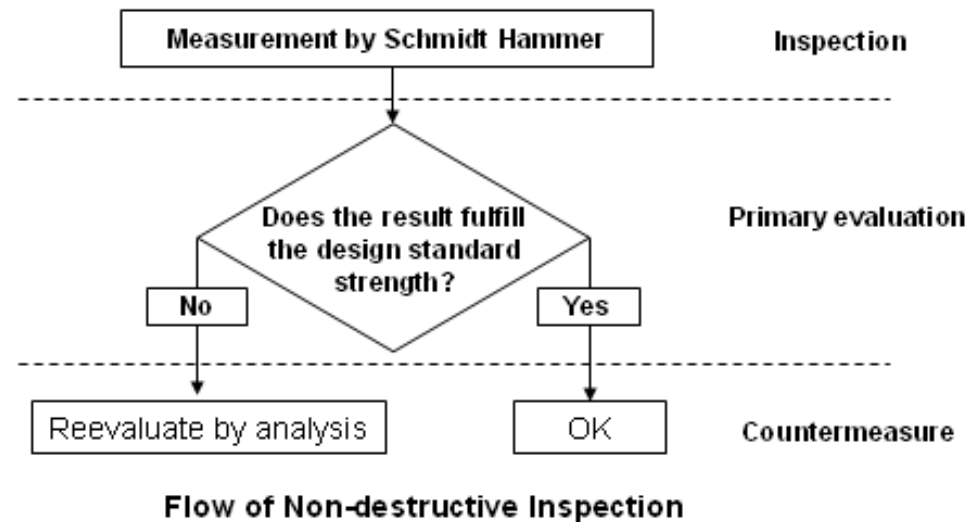 Measurement by Schmidt Hammer
Inspection
Does the result fulfill
the design standard
strength?
Primary evaluation
No
Yes
Reevaluate by analysis
OK
Countermeasure
Flow of Non-destructive Inspection